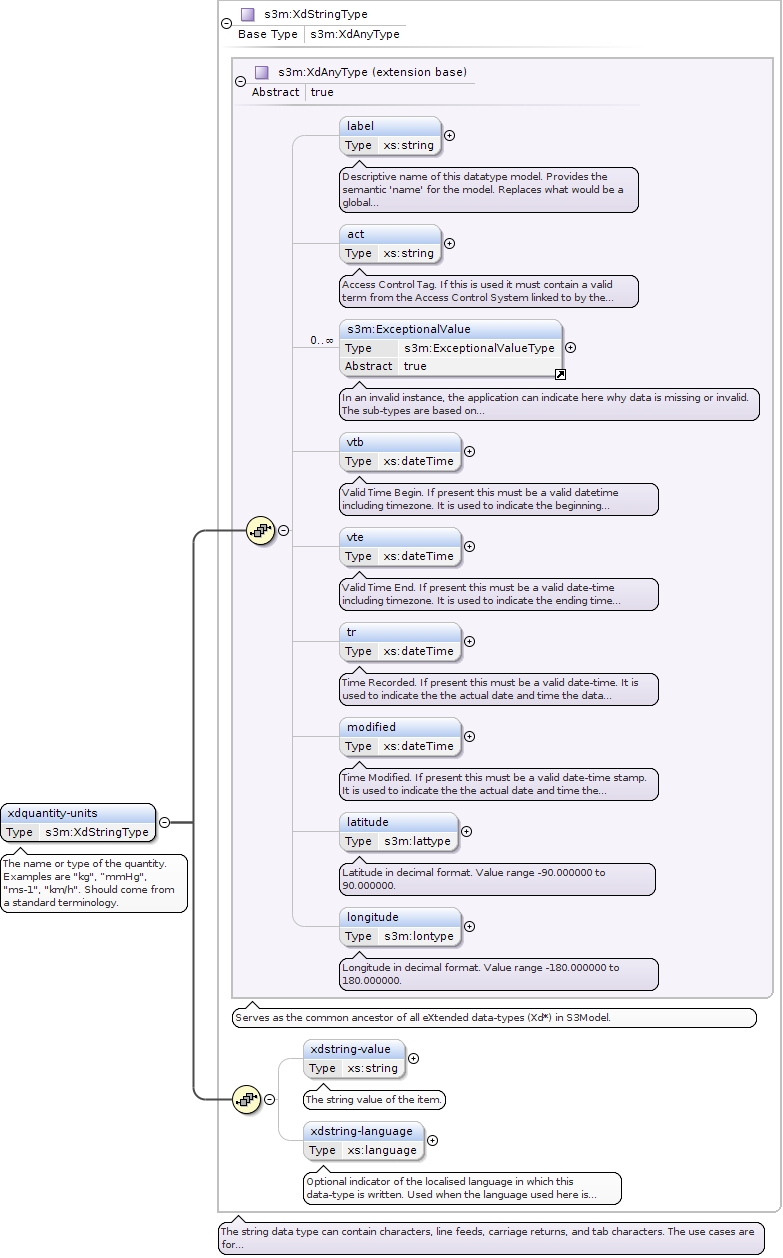 s3m:XdStringType
Base Type s3m:XdAnyType
s3m:XdAnyType (extension base)
Abstract true
label
Type xs:string
Descriptive name of this datatype model. Provides the
semantic 'name' for the model. Replaces what would be a
global...
act
Type xs:string
Access Control Tag. If this is used it must contain a valid
term from the Access Control System linked to by the...
0..∞
s3m:ExceptionalValue
Type s3m:ExceptionalValueType
Abstract true
In an invalid instance, the application can indicate here why data is missing or invalid.
The sub-types are based on...
vtb
Type xs:dateTime
Valid Time Begin. If present this must be a valid datetime
including timezone. It is used to indicate the beginning...
vte
Type xs:dateTime
Valid Time End. If present this must be a valid date-time
including timezone. It is used to indicate the ending time...
tr
Type xs:dateTime
Time Recorded. If present this must be a valid date-time. It is
used to indicate the the actual date and time the data...
modified
Type xs:dateTime
Time Modified. If present this must be a valid date-time stamp.
It is used to indicate the the actual date and time the...
xdquantity-units
Type s3m:XdStringType
The name or type of the quantity.
Examples are "kg", "mmHg",
"ms-1", "km/h". Should come from
a standard terminology.
latitude
Type s3m:lattype
Latitude in decimal format. Value range -90.000000 to
90.000000.
longitude
Type s3m:lontype
Longitude in decimal format. Value range -180.000000 to
180.000000.
Serves as the common ancestor of all eXtended data-types (Xd*) in S3Model.
xdstring-value
Type xs:string
The string value of the item.
xdstring-language
Type xs:language
Optional indicator of the localised language in which this
data-type is written. Used when the language used here is...
The string data type can contain characters, line feeds, carriage returns, and tab characters. The use cases are
for...